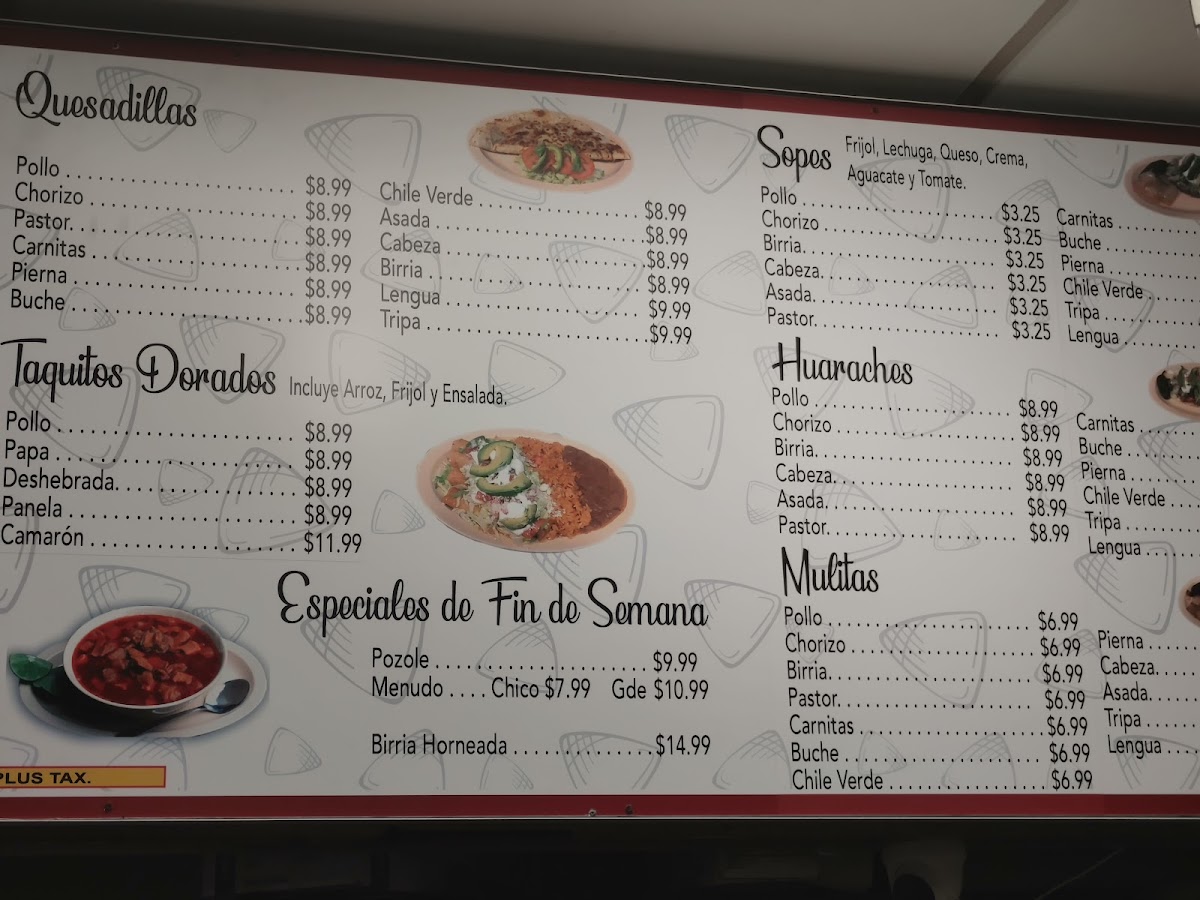 Quesadillas
Pollo . . . . . . . . . . . . . . . . . . . . . . . $8.99
Chorizo . . . . . . . . . . . . . . . . . . . . . $8.99
Pastor. . . . . . . . . . . . . . . . . . . . . . . $8.99
Carnitas . . . . . . . . . . . . . . . . . . . . . $8.99
Pierna . . . . . . . . . . . . . . . . . . . . . . $8.99
Buche . . . . . . . . . . . . . . . . . . . . . . $8.99
Chile Verde . . . . . . . . . . . . . . . . $8.99
Asada . . . . . . . . . . . . . . . . . . . . . $8.99
Cabeza . . . . . . . . . . . . . . . . . . . . $8.99
Birria . . . . . . . . . . . . . . . . . . . . . . $8.99
Lengua . . . . . . . . . . . . . . . . . . . . $9.99
Tripa . . . . . . . . . . . . . . . . . . . . . . $9.99
Taquitos Dorados Incluye Arroz, Frijol y Ensalada.
Pollo . . . . . . . . . . . . . . . . . . . . . . . $8.99
Papa . . . . . . . . . . . . . . . . . . . . . . . $8.99
Deshebrada. . . . . . . . . . . . . . . . . . $8.99
Panela . . . . . . . . . . . . . . . . . . . . . . $8.99
Camarón . . . . . . . . . . . . . . . . . . . . $11.99
Especiales de Fin de Semana
Pozole . . . . . . . . . . . . . . . . . . . . . $9.99
Menudo . . . . Chico $7.99 Gde $10.99
Birria Horneada . . . . . . . . . . . . . . $14.99
PLUS TAX.
Sopes Frijol, Lechuga, Queso, Crema,
Aguacate y Tomate.
Pollo . . . . . . . . . . . . . . . . . . . . $3.25
Chorizo . . . . . . . . . . . . . . . . . . $3.25
Birria. . . . . . . . . . . . . . . . . . . . $3.25
Cabeza. . . . . . . . . . . . . . . . . . . $3.25
Asada. . . . . . . . . . . . . . . . . . . . $3.25
Pastor. . . . . . . . . . . . . . . . . . . . $3.25
Carnitas . . . . . . . . .
Buche . . . . . . . . . .
Pierna . . . . . . . . . .
Chile Verde . . . . .
Tripa . . . . . . . . . .
Lengua . . . . . . . .
Huaraches
Pollo . . . . . . . . . . . . . . . . . . . . $8.99
Chorizo . . . . . . . . . . . . . . . . . . $8.99
Birria. . . . . . . . . . . . . . . . . . . . $8.99
Cabeza. . . . . . . . . . . . . . . . . . . $8.99
Asada. . . . . . . . . . . . . . . . . . . . $8.99
Pastor. . . . . . . . . . . . . . . . . . . . $8.99
Carnitas . . . . . . .
Buche . . . . . . . . .
Pierna . . . . . . . . .
Chile Verde . . . .
Tripa . . . . . . . . .
Lengua . . . . . . .
Mulitas
Pollo . . . . . . . . . . . . . . . . . . . . . $6.99
Chorizo . . . . . . . . . . . . . . . . . . . $6.99
Birria. . . . . . . . . . . . . . . . . . . . . $6.99
Pastor. . . . . . . . . . . . . . . . . . . . $6.99
Carnitas . . . . . . . . . . . . . . . . . . $6.99
Buche . . . . . . . . . . . . . . . . . . . . $6.99
Chile Verde . . . . . . . . . . . . . . . . $6.99
Pierna . . . . . . .
Cabeza. . . . . .
Asada. . . . . . .
Tripa . . . . . . .
Lengua . . . . .